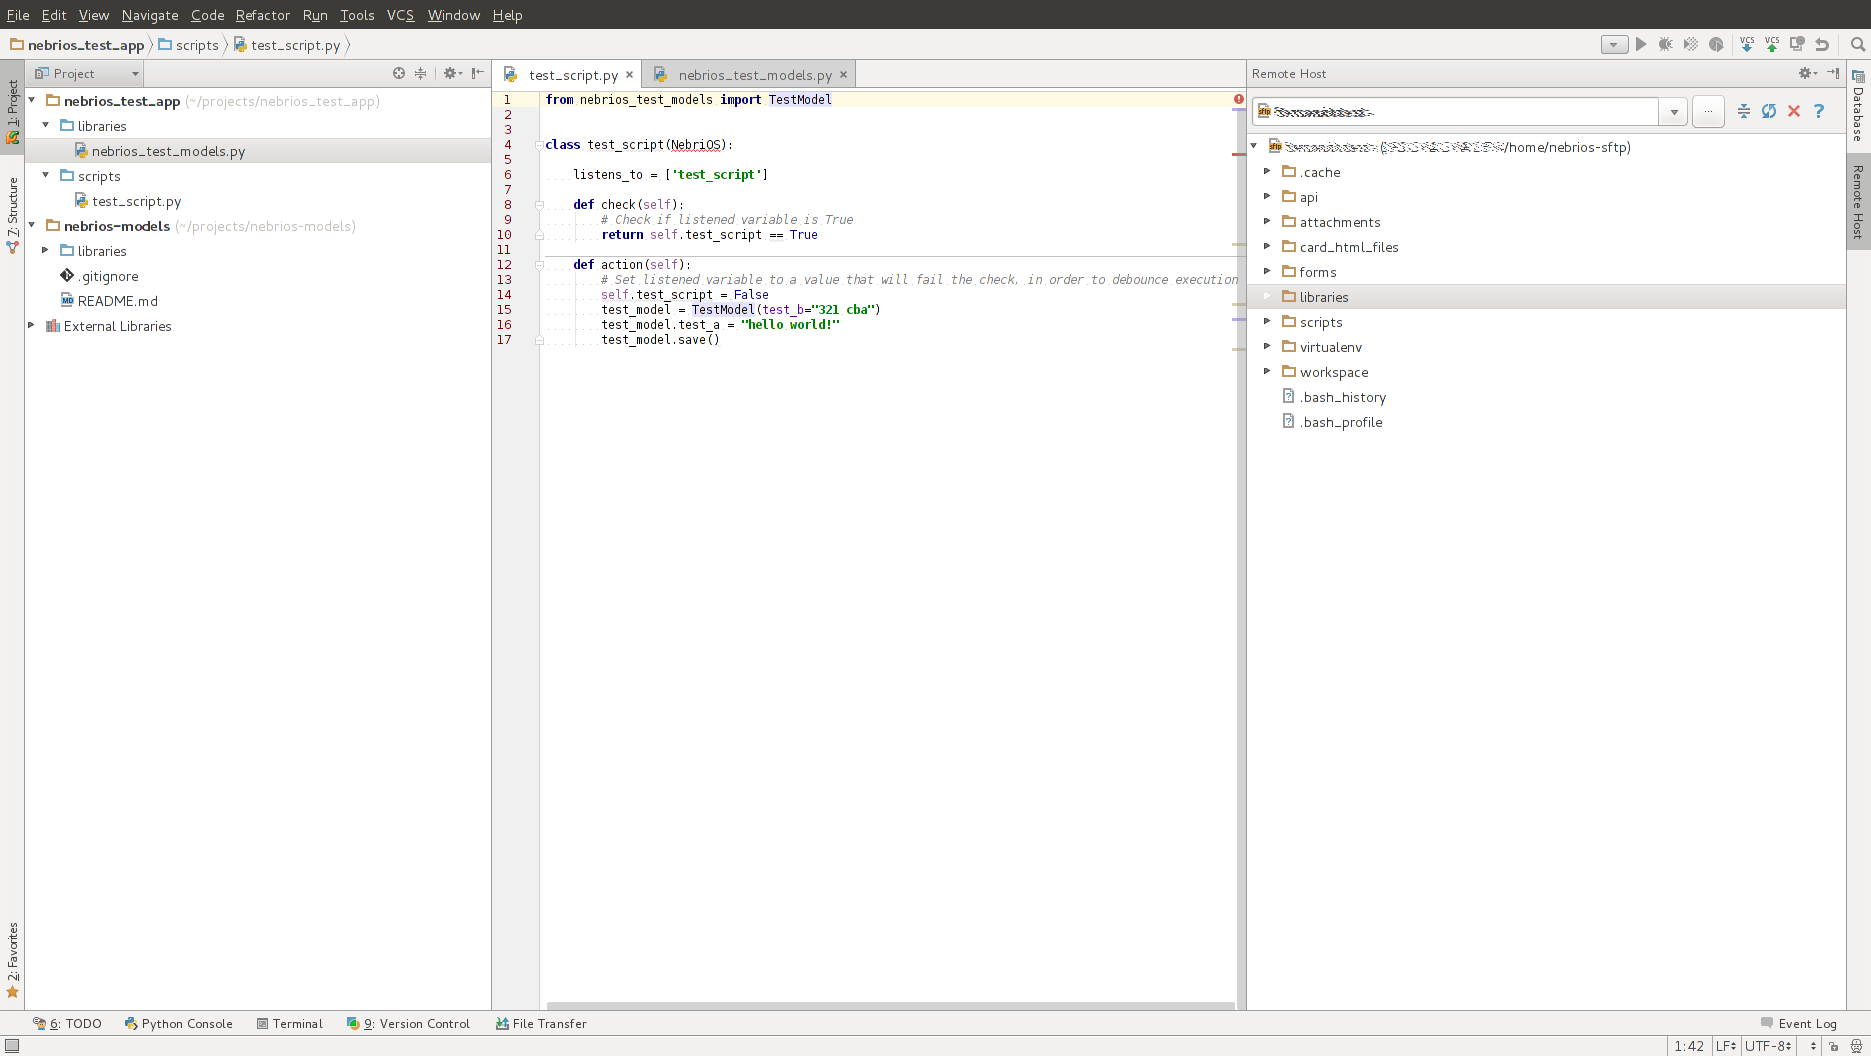 File Edit View Navigate Code Refactor Run Tools VCS Window Help
nebrios_test_app scripts test_script.py
VCS VCS
Project
test_script.py
nebrios_test_models.py
Remote Host
1: Project
7: Structure
2: Favorites
nebrios_test_app (~/projects/nebrios_test_app)
libraries
nebrios_test_models.py
scripts
test_script.py
nebrios-models (~/projects/nebrios-models)
libraries
.gitignore
README.md
External Libraries
1 from nebrios_test_models import TestModel
2
3
4 class test_script(NebriOS):
5
6 listens_to = ['test_script']
7
8 def check(self):
9 # Check if listened variable is True
10 return self.test_script == True
11
12 def action(self):
13 # Set listened variable to a value that will fail the check, in order to debounce execution
14 self.test_script = False
15 test_model = TestModel(test_b="321 cba")
16 test_model.test_a = "hello world!"
17 test_model.save()
sftp
...
?
sftp /home/nebrios-sftp)
.cache
api
attachments
card_html_files
forms
libraries
scripts
virtualenv
workspace
.bash_history
.bash_profile
Database
Remote Host
6: TODO Python Console Terminal 9: Version Control File Transfer Event Log
1:42 LF UTF-8